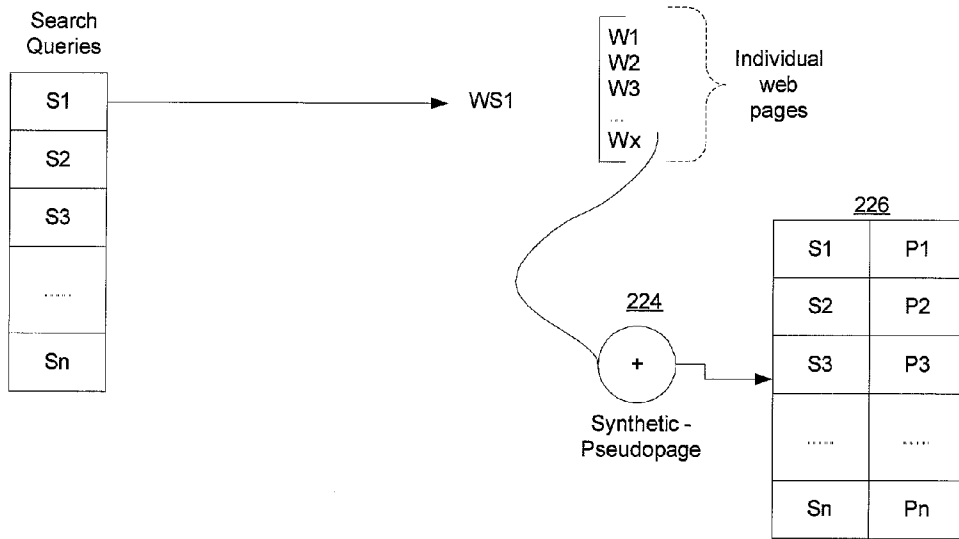 Search
Queries
S1
S2
S3
.....
Sn
WS1
W1
W2
W3
...
Wx
Individual
web
pages
224
+
Synthetic -
Pseudopage
226
S1 P1
S2 P2
S3 P3
..... .....
Sn Pn